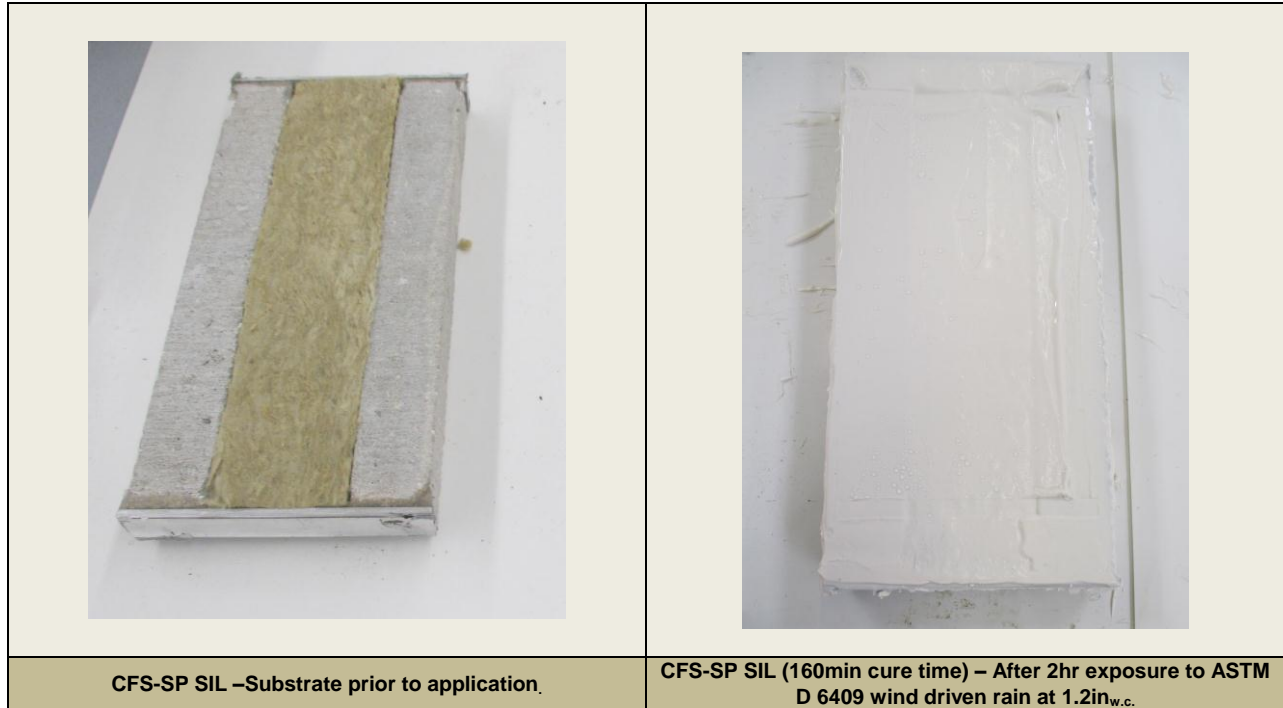 CFS-SP SIL –Substrate prior to application.
CFS-SP SIL (160min cure time) – After 2hr exposure to ASTM
D 6409 wind driven rain at 1.2in w.c.